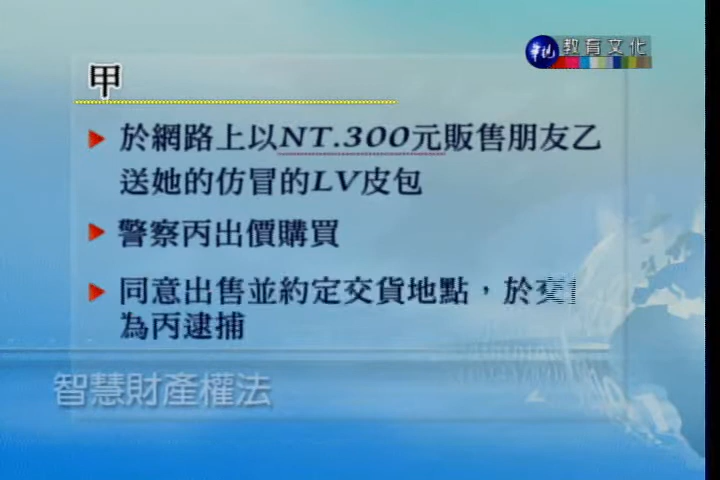 華視
教育文化
甲
於網路上以NT.300元販售朋友乙
送她的仿冒的LV皮包
警察丙出價購買
同意出售並約定交貨地點，於交
為丙逮捕
智慧財產權法